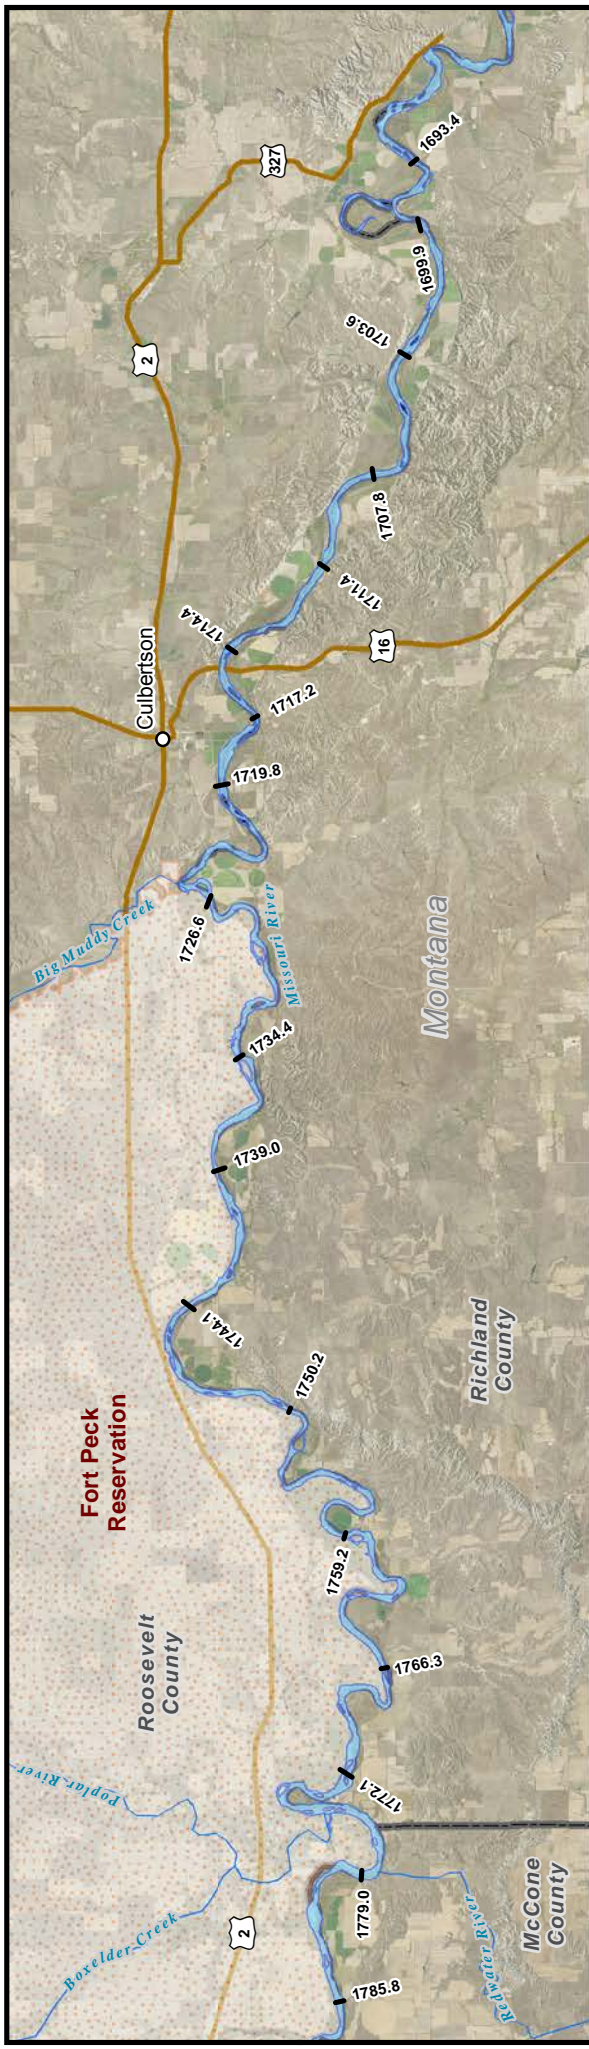 1693.4
327
1699.9
1703.6
2
1707.8
1711.4
1714.4
16
Culbertson
1717.2
1719.8
Big Muddy Creek
1726.6
Missouri River
Montana
1734.4
1739.0
1744.1
1750.2
Richland
County
Fort Peck
Reservation
1759.2
Roosevelt
County
1766.3
Poplar River
1772.1
1779.0
McCone
County
2
Boxelder Creek
Redwater River
1785.8